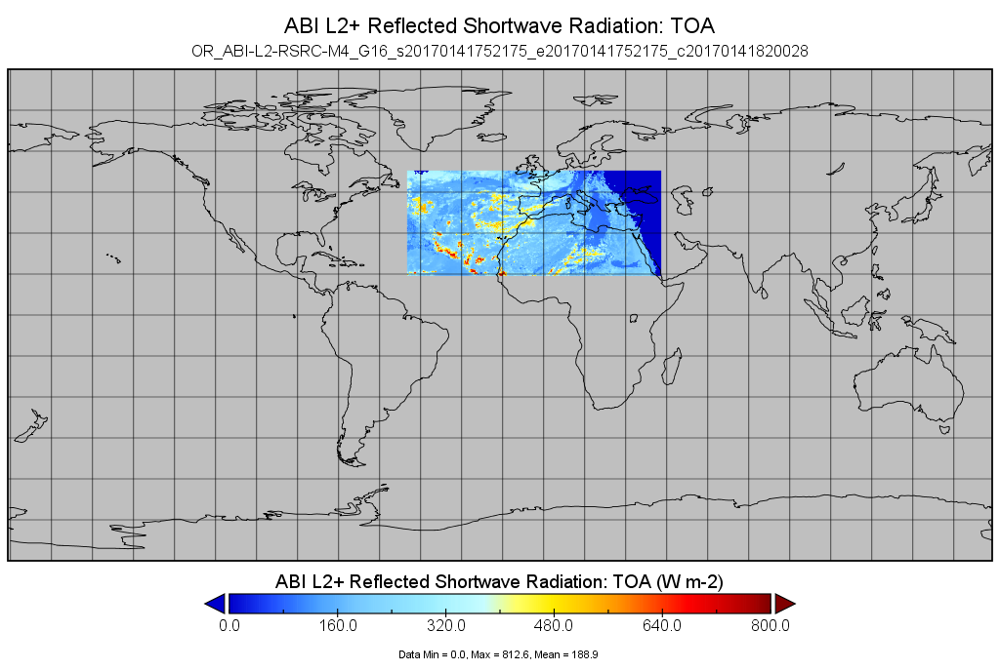 ABI L2+ Reflected Shortwave Radiation: TOA
OR_ABI-L2-RSRC-M4_G16_s20170141752175_e20170141752175_c20170141820028
ABI L2+ Reflected Shortwave Radiation: TOA (W m-2)
0.0 160.0 320.0 480.0 640.0 800.0
Data Min = 0.0, Max = 812.6, Mean = 188.9